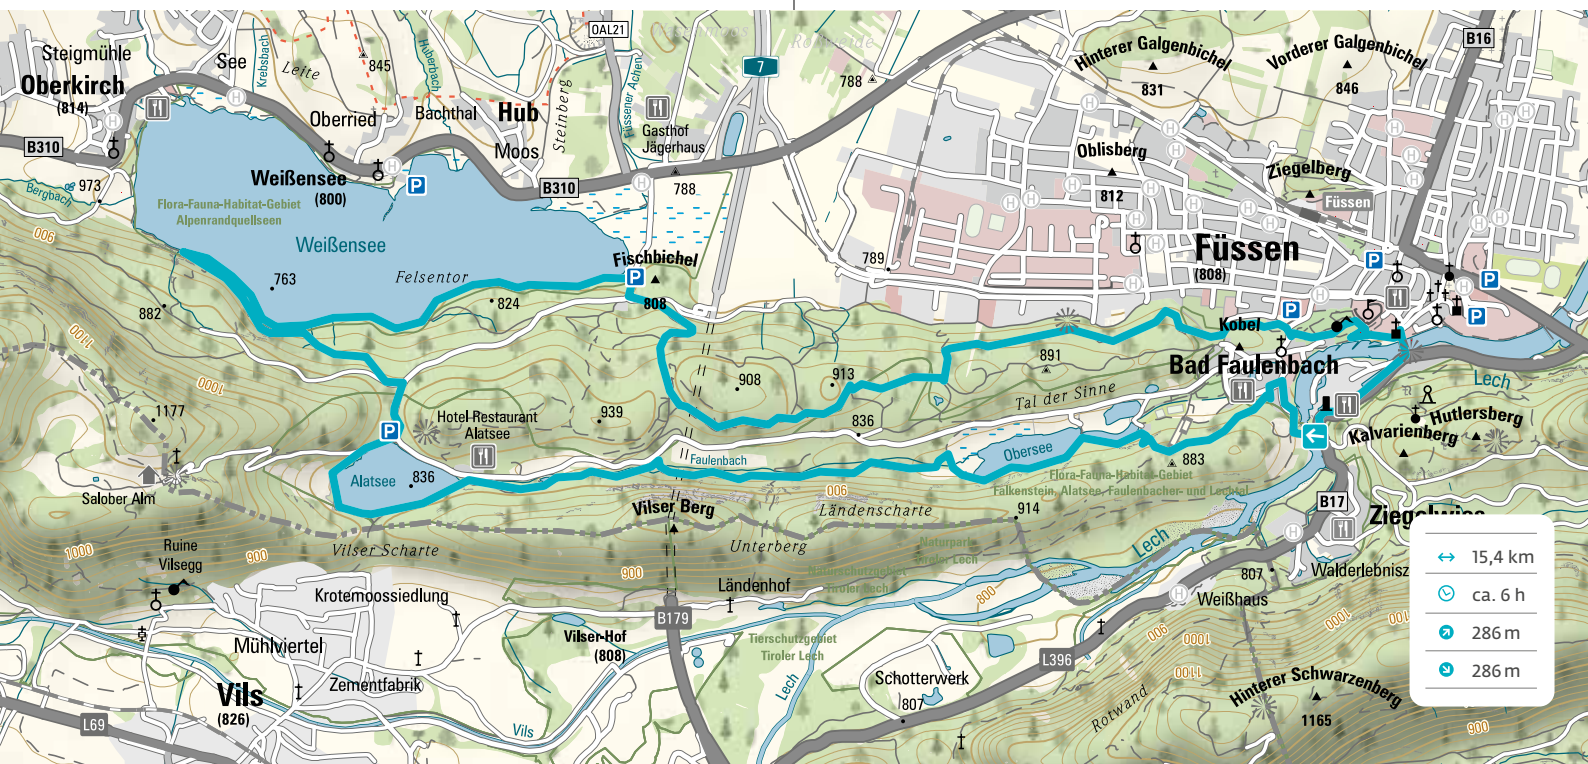 Steigmühle
Oberkirch
(814)
See
Krebsbach
Leite
845
Huberbach
Oberried
Bachthal
Hub
Moos
Steinberg
OAL21
Füssener Achen
Gasthof
Jägerhaus
7
788
Hinterer Galgenbichel
831
Vorderer Galgenbichel
846
B16
B310
Bergbach
973
Weißensee
(800)
Flora-Fauna-Habitat-Gebiet
Alpenrandquellseen
Weißensee
B310
788
Oblisberg
812
Ziegelberg
Füssen
Füssen
(808)
900
763
Felsentor
824
882
Fischbichel
808
789
Kobel
Bad Faulenbach
Lech
1100
1000
1177
908
913
939
891
Tal der Sinne
836
Hotel-Restaurant
Alatsee
Alatsee
836
Faulenbach
Obersee
Flora-Fauna-Habitat-Gebiet
Falkenstein, Alatsee, Faulenbacher- und Lechtal
883
Hutlersberg
Kalvarienberg
Salober Alm
900
Vilser Berg
Ländenscharte
914
B17
Ziegelwies
1000
Ruine
Vilsegg
900
Vilser Scharte
Unterberg
900
Naturpark
Tiroler Lech
Naturschutzgebiet
Tiroler Lech
Lech
807
Walderlebnisz
Weißhaus
Krotemoossiedlung
Ländenhof
800
B179
Mühlviertel
Vilser-Hof
(808)
Tierschutzgebiet
Tiroler Lech
L396
900
1000
1100
1000
Zementfabrik
Vils
(826)
L69
Vils
Lech
Schotterwerk
807
Rotwand
Hinterer Schwarzenberg
1165
900
15,4 km
ca. 6 h
286 m
286 m